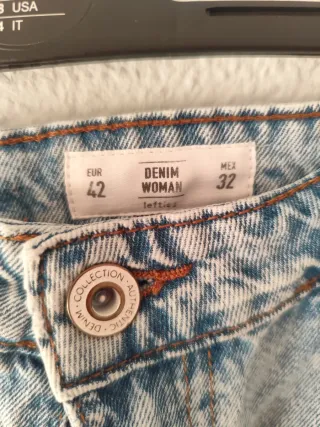 USA
IT
EUR
42
DENIM
WOMAN
lefties
MEX
32
DENIM · COLLECTION · AUTHENTIC ·